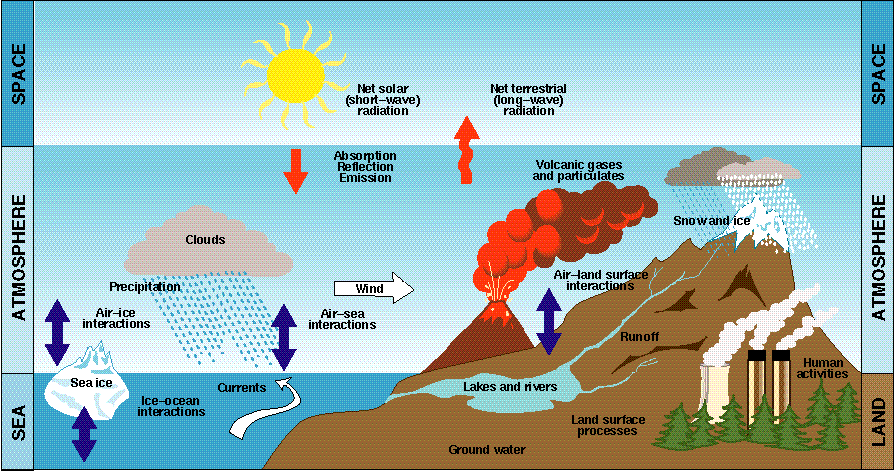 SPACE
SPACE
Net solar
(short–wave)
radiation
Net terrestrial
(long–wave)
radiation
Absorption
Reflection
Emission
Volcanic gases
and particulates
ATMOSPHERE
ATMOSPHERE
Snow and ice
Clouds
Precipitation
Wind
Air–land surface
interactions
Air–ice
interactions
Air–sea
interactions
Runoff
Human
activities
SEA
LAND
Sea ice
Currents
Lakes and rivers
Ice–ocean
interactions
Land surface
processes
Ground water